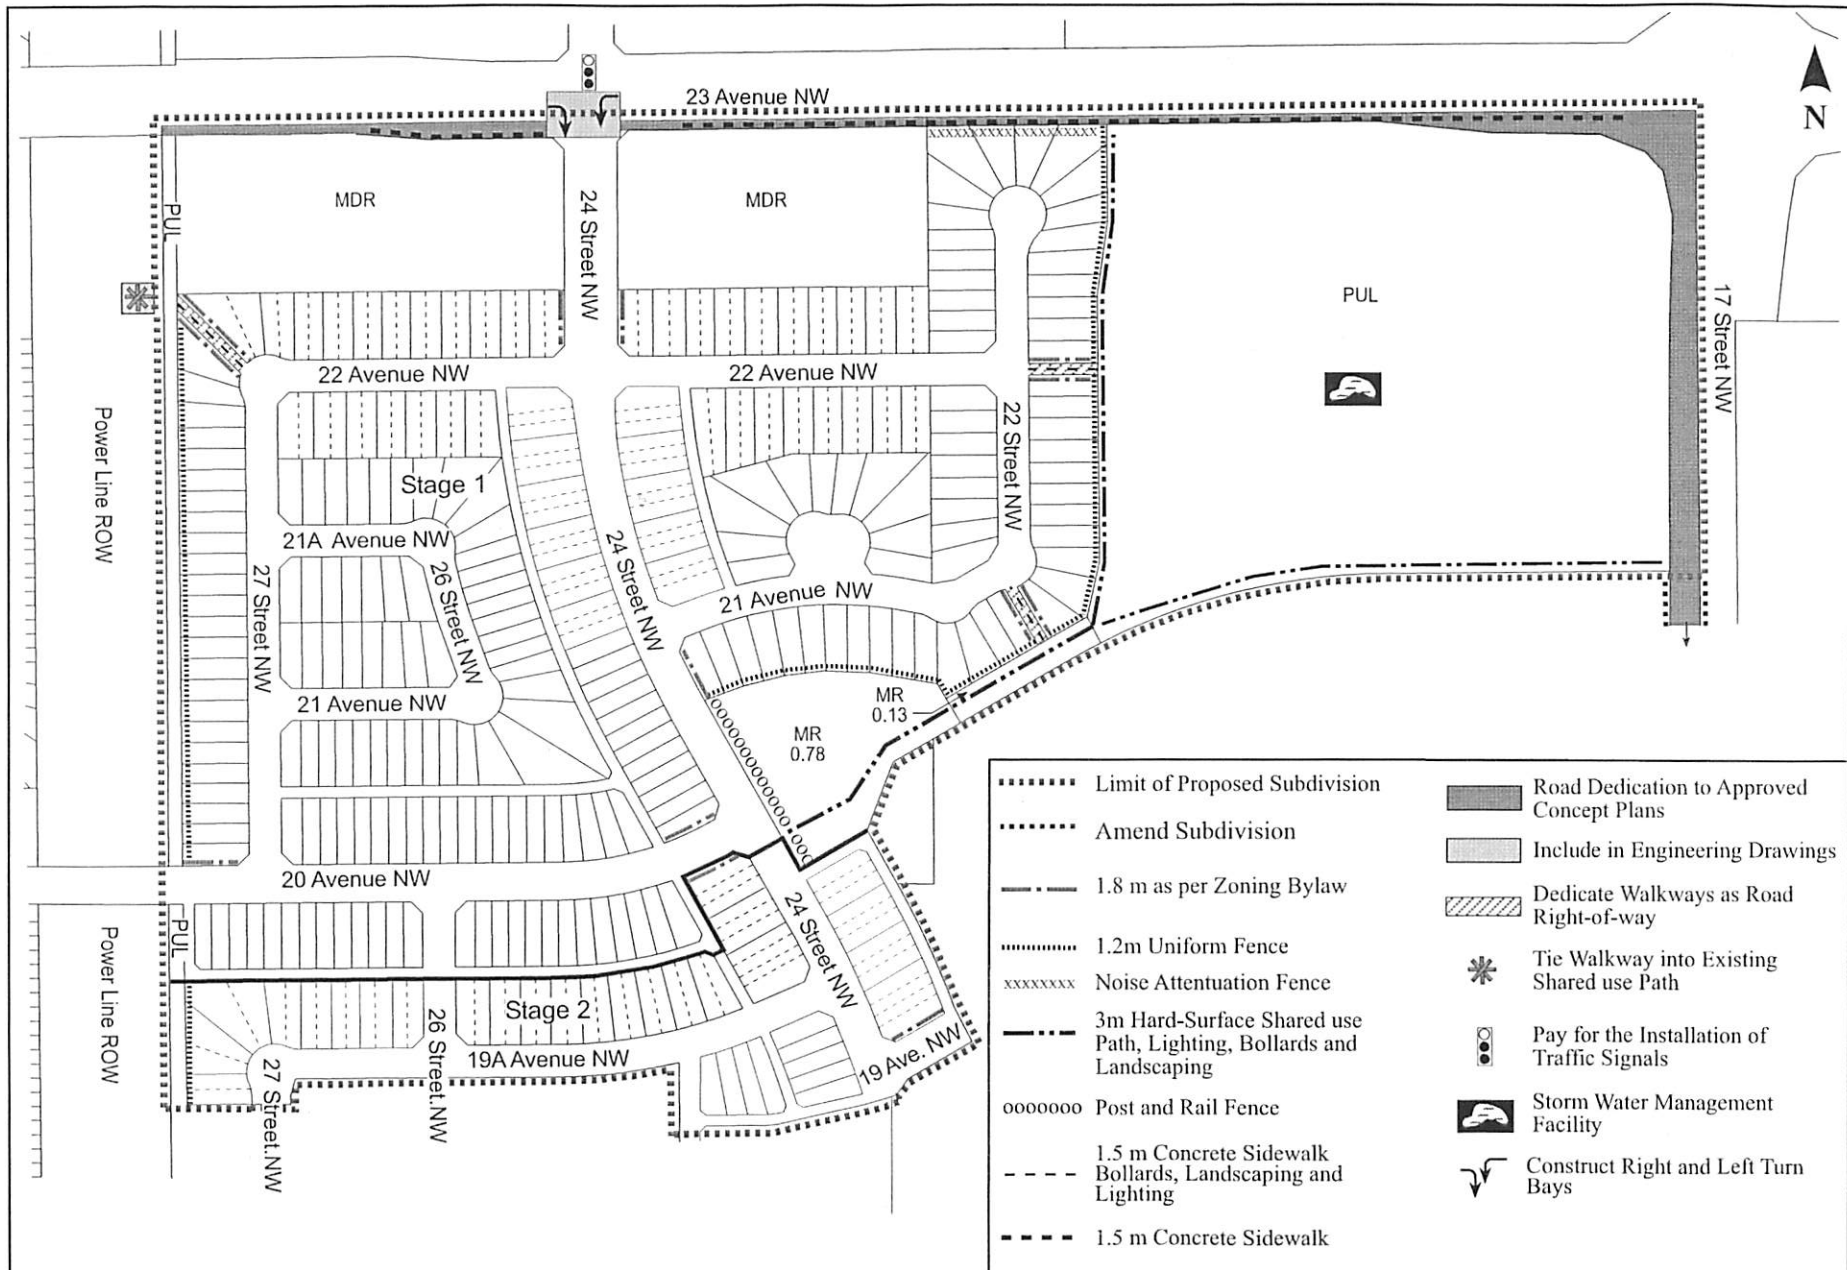 23 Avenue NW
N
MDR
MDR
24 Street NW
PUL
PUL
17 Street NW
22 Avenue NW
22 Avenue NW
22 Street NW
Power Line ROW
Stage 1
21A Avenue NW
26 Street NW
27 Street NW
24 Street NW
21 Avenue NW
21 Avenue NW
MR
0.13
MR
0.78
20 Avenue NW
PUL
Power Line ROW
24 Street NW
Stage 2
26 Street.NW
19A Avenue NW
19 Ave. NW
27 Street.NW
Limit of Proposed Subdivision
Amend Subdivision
1.8 m as per Zoning Bylaw
1.2m Uniform Fence
xxxxxxxx Noise Attentuation Fence
3m Hard-Surface Shared use
Path, Lighting, Bollards and
Landscaping
ooooooo Post and Rail Fence
1.5 m Concrete Sidewalk
Bollards, Landscaping and
Lighting
1.5 m Concrete Sidewalk
Road Dedication to Approved
Concept Plans
Include in Engineering Drawings
Dedicate Walkways as Road
Right-of-way
Tie Walkway into Existing
Shared use Path
Pay for the Installation of
Traffic Signals
Storm Water Management
Facility
Construct Right and Left Turn
Bays